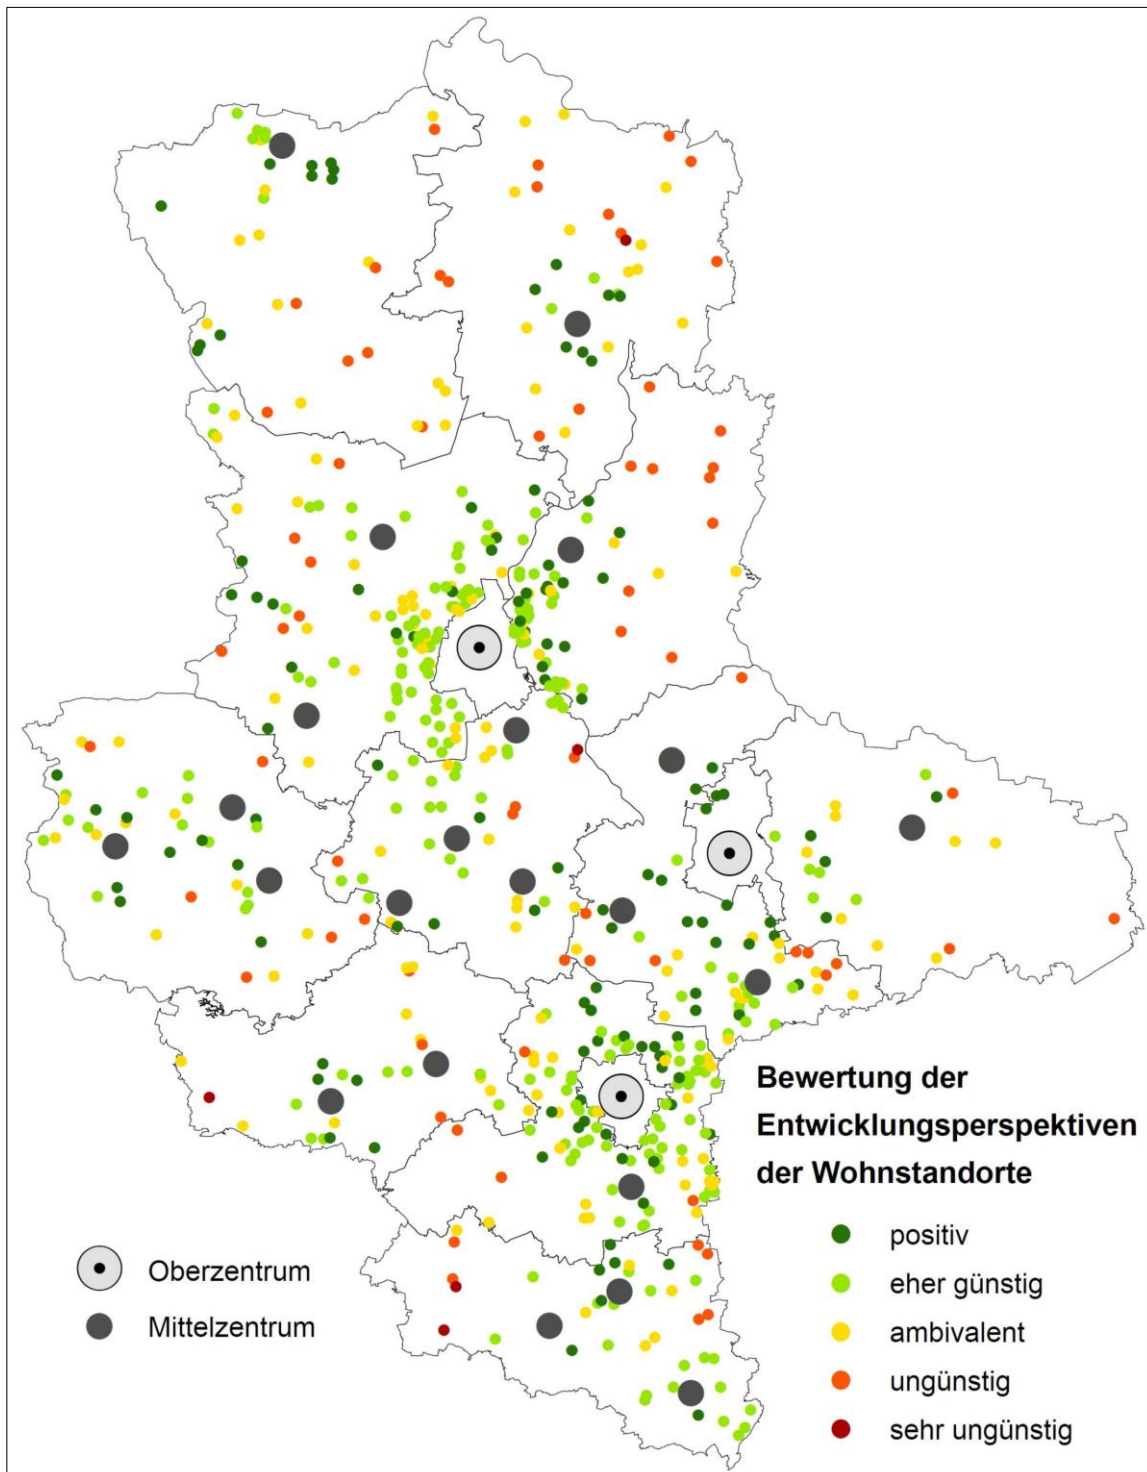 Bewertung der
Entwicklungsperspektiven
der Wohnstandorte
positiv
eher günstig
ambivalent
ungünstig
sehr ungünstig
Oberzentrum
Mittelzentrum